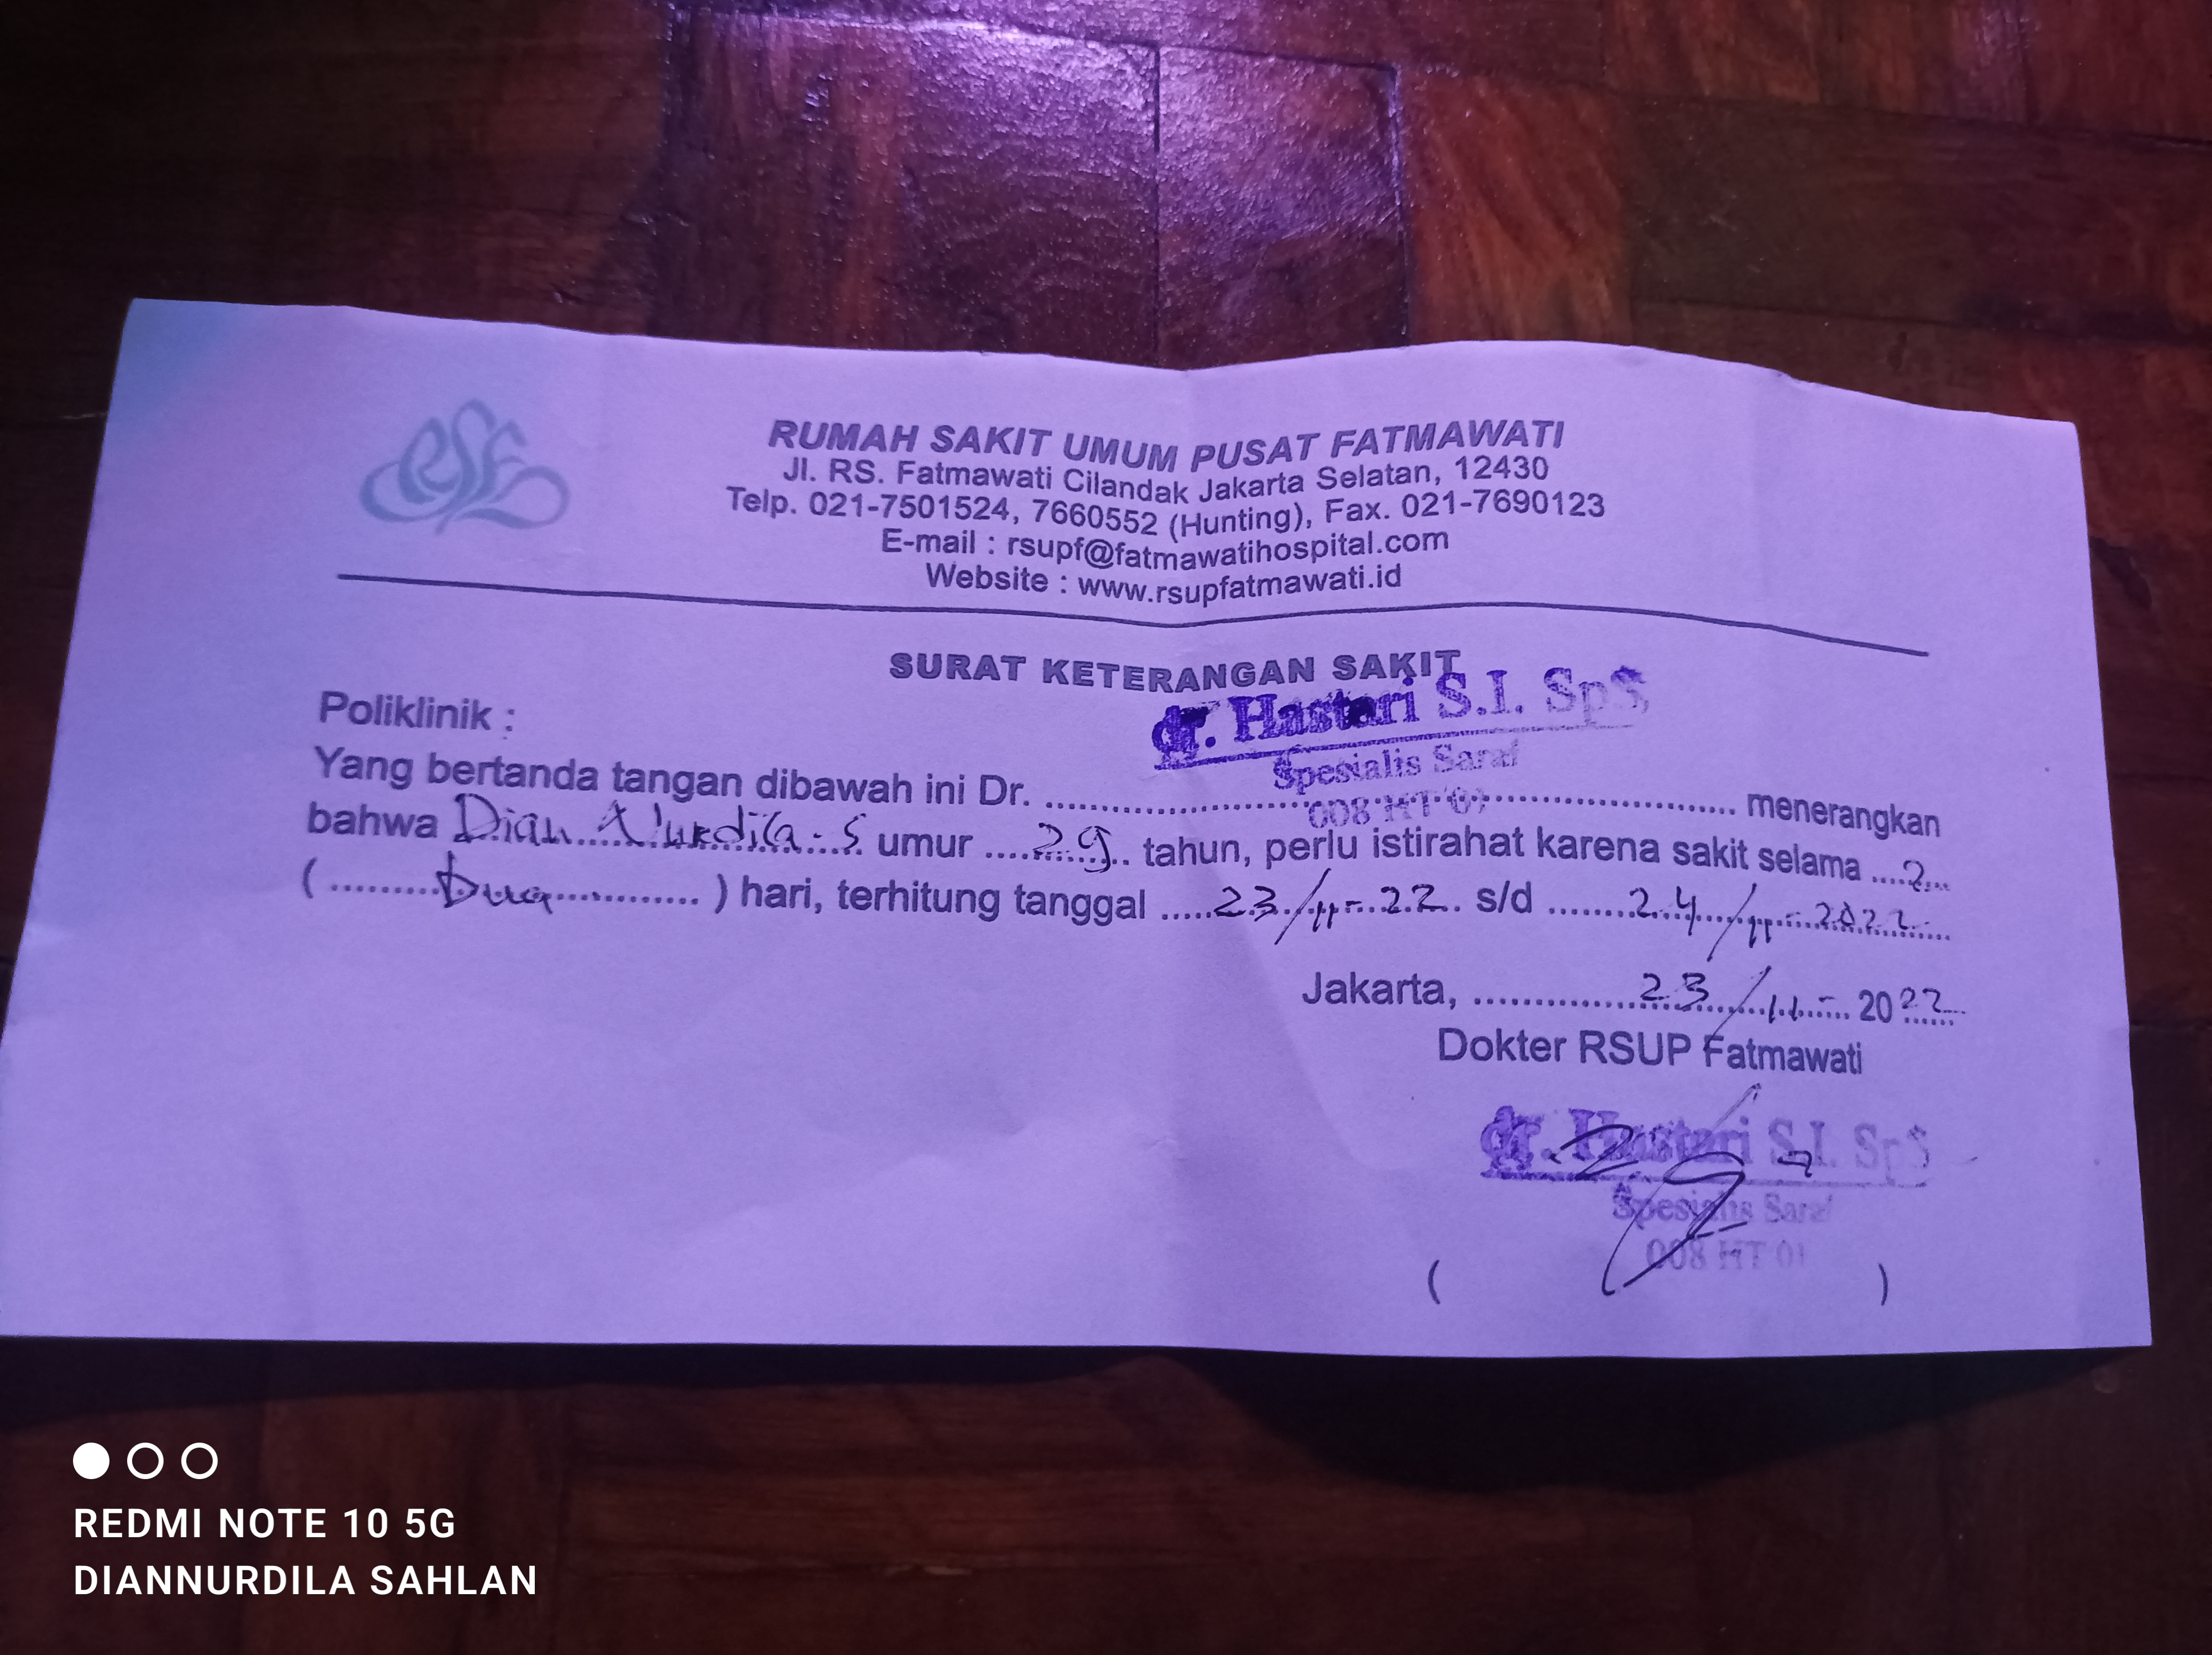 RSF
RUMAH SAKIT UMUM PUSAT FATMAWATI
Jl. RS. Fatmawati Cilandak Jakarta Selatan, 12430
Telp. 021-7501524, 7660552 (Hunting), Fax. 021-7690123
E-mail : rsupf@fatmawatihospital.com
Website : www.rsupfatmawati.id
SURAT KETERANGAN SAKIT
Poliklinik :
dr. Hastari S.I. SpS
Spesialis Saraf
008 HT 01
Yang bertanda tangan dibawah ini Dr. ........................ menerangkan
bahwa Dian Nurdila. S umur 29 tahun, perlu istirahat karena sakit selama 2
( Dua ) hari, terhitung tanggal 23/11-22 s/d 24/11-2022
Jakarta, 23/11- 2022
Dokter RSUP Fatmawati
dr. Hastari S.I. SpS
Spesialis Saraf
008 HT 01
( )
REDMI NOTE 10 5G
DIANNURDILA SAHLAN